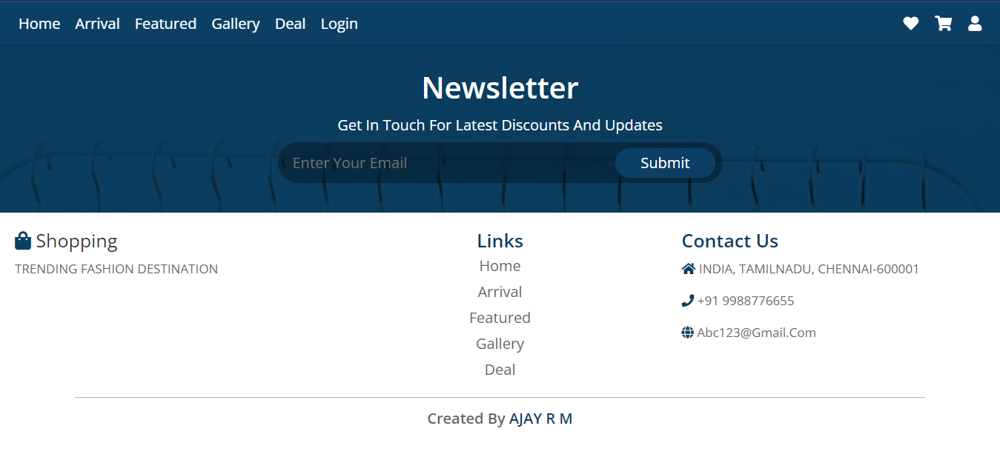 Home Arrival Featured Gallery Deal Login
Newsletter
Get In Touch For Latest Discounts And Updates
Enter Your Email Submit
Shopping
TRENDING FASHION DESTINATION
Links
Home
Arrival
Featured
Gallery
Deal
Contact Us
INDIA, TAMILNADU, CHENNAI-600001
+91 9988776655
Abc123@Gmail.Com
Created By AJAY R M